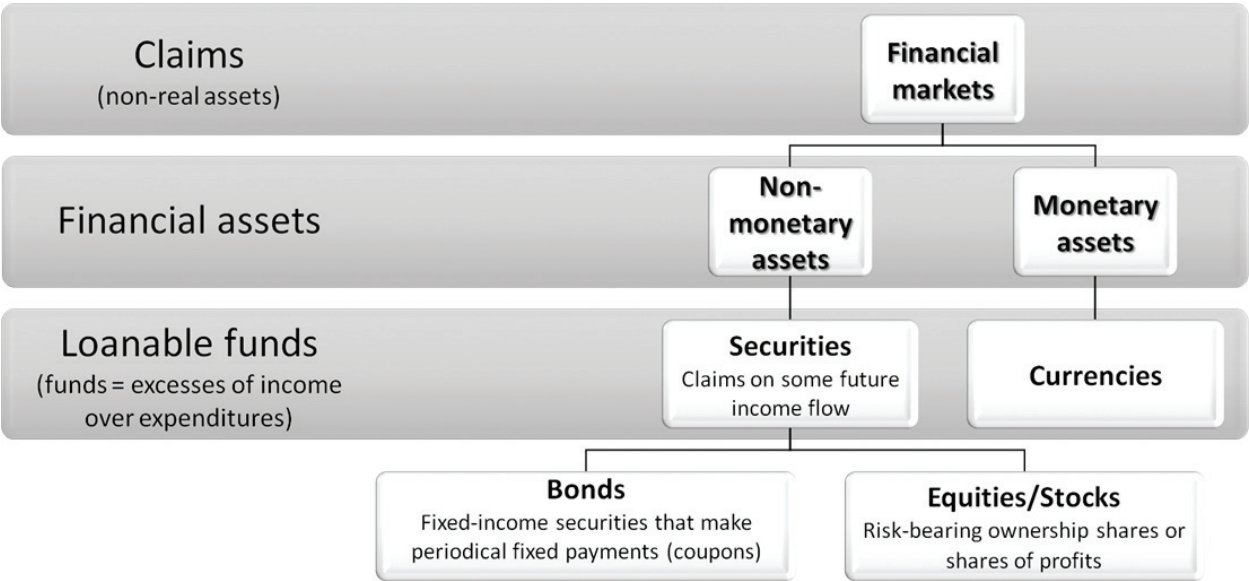 Claims
(non-real assets)
Financial
markets
Financial assets
Non-
monetary
assets
Monetary
assets
Loanable funds
(funds = excesses of income
over expenditures)
Securities
Claims on some future
income flow
Currencies
Bonds
Fixed-income securities that make
periodical fixed payments (coupons)
Equities/Stocks
Risk-bearing ownership shares or
shares of profits